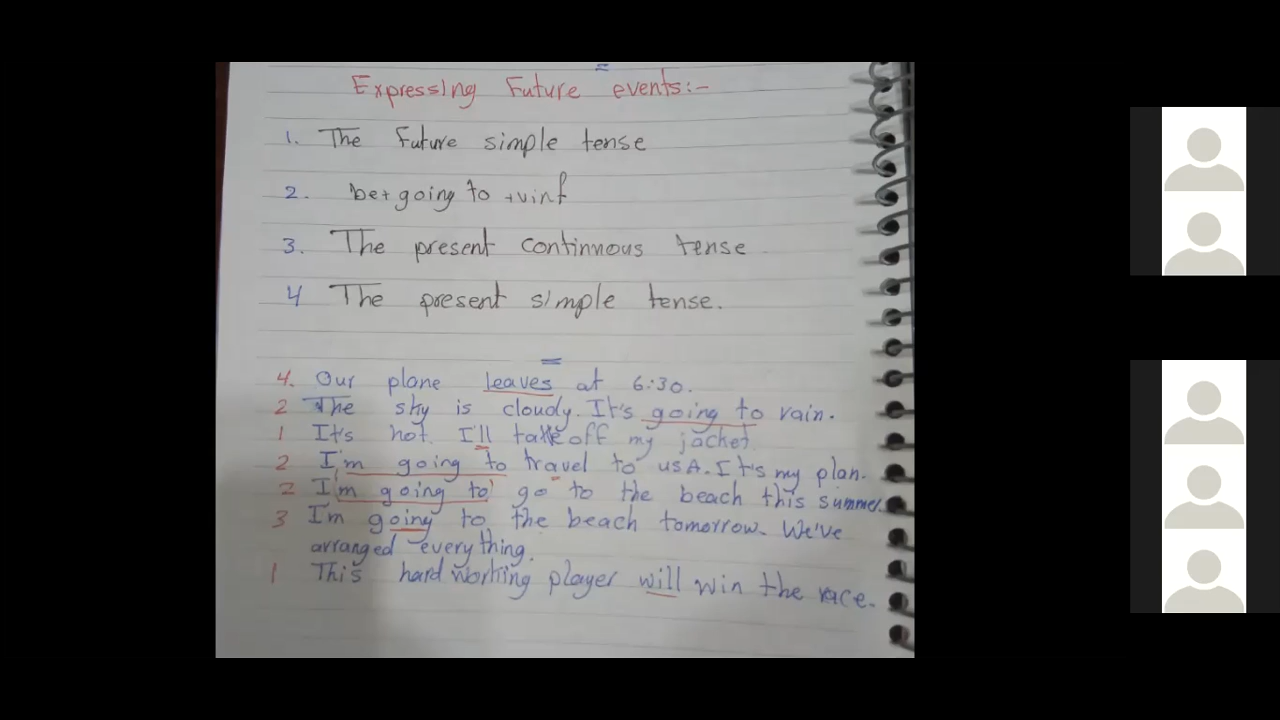 Expressing Future events:-
1. The Future simple tense
2. be+going to +vinf
3. The present continnous tense
4 The present simple tense.
4. Our plane leaves at 6:30.
2 The sky is cloudy. It's going to rain.
1 It's hot. I'll take off my jacket
2 I'm going to travel to USA. It's my plan.
2 I'm going to go to the beach this summer
3 I'm going to the beach tomorrow. We've
arranged everything.
1 This hard working player will win the race.